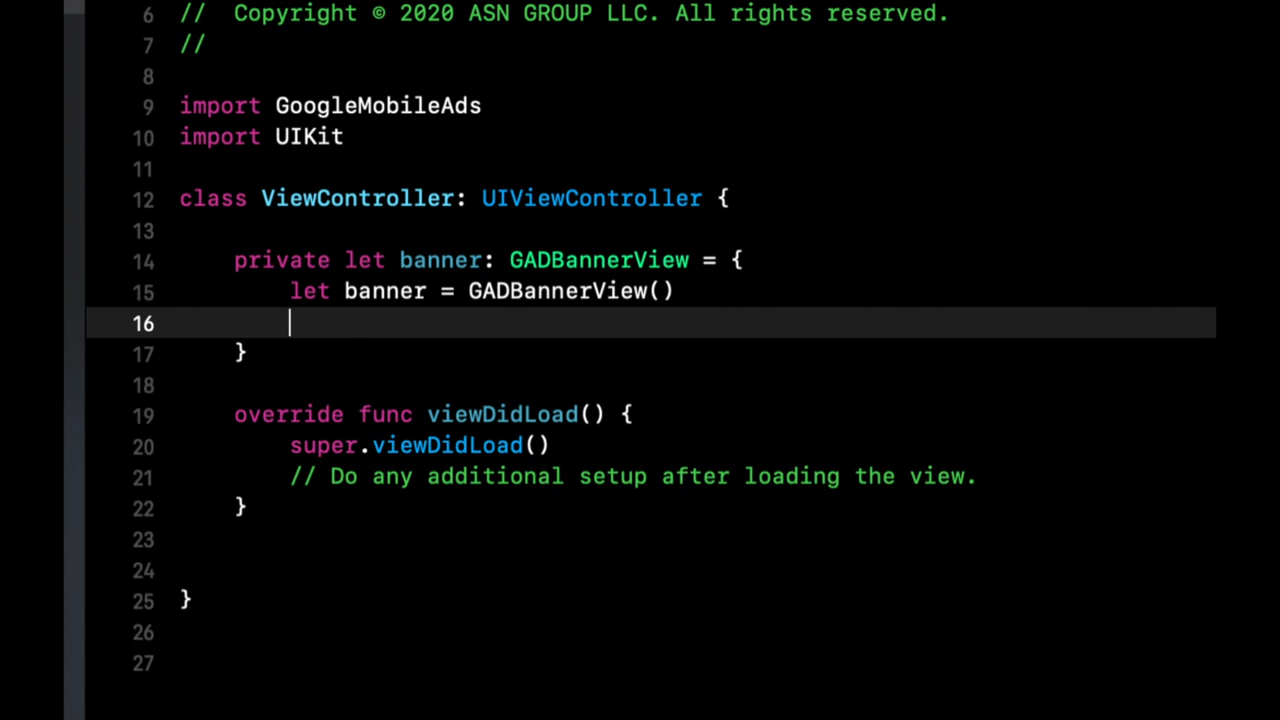 6 //  Copyright © 2020 ASN GROUP LLC. All rights reserved.
7 //
8
9 import GoogleMobileAds
10 import UIKit
11
12 class ViewController: UIViewController {
13
14     private let banner: GADBannerView = {
15         let banner = GADBannerView()
16
17     }
18
19     override func viewDidLoad() {
20         super.viewDidLoad()
21         // Do any additional setup after loading the view.
22     }
23
24
25 }
26
27